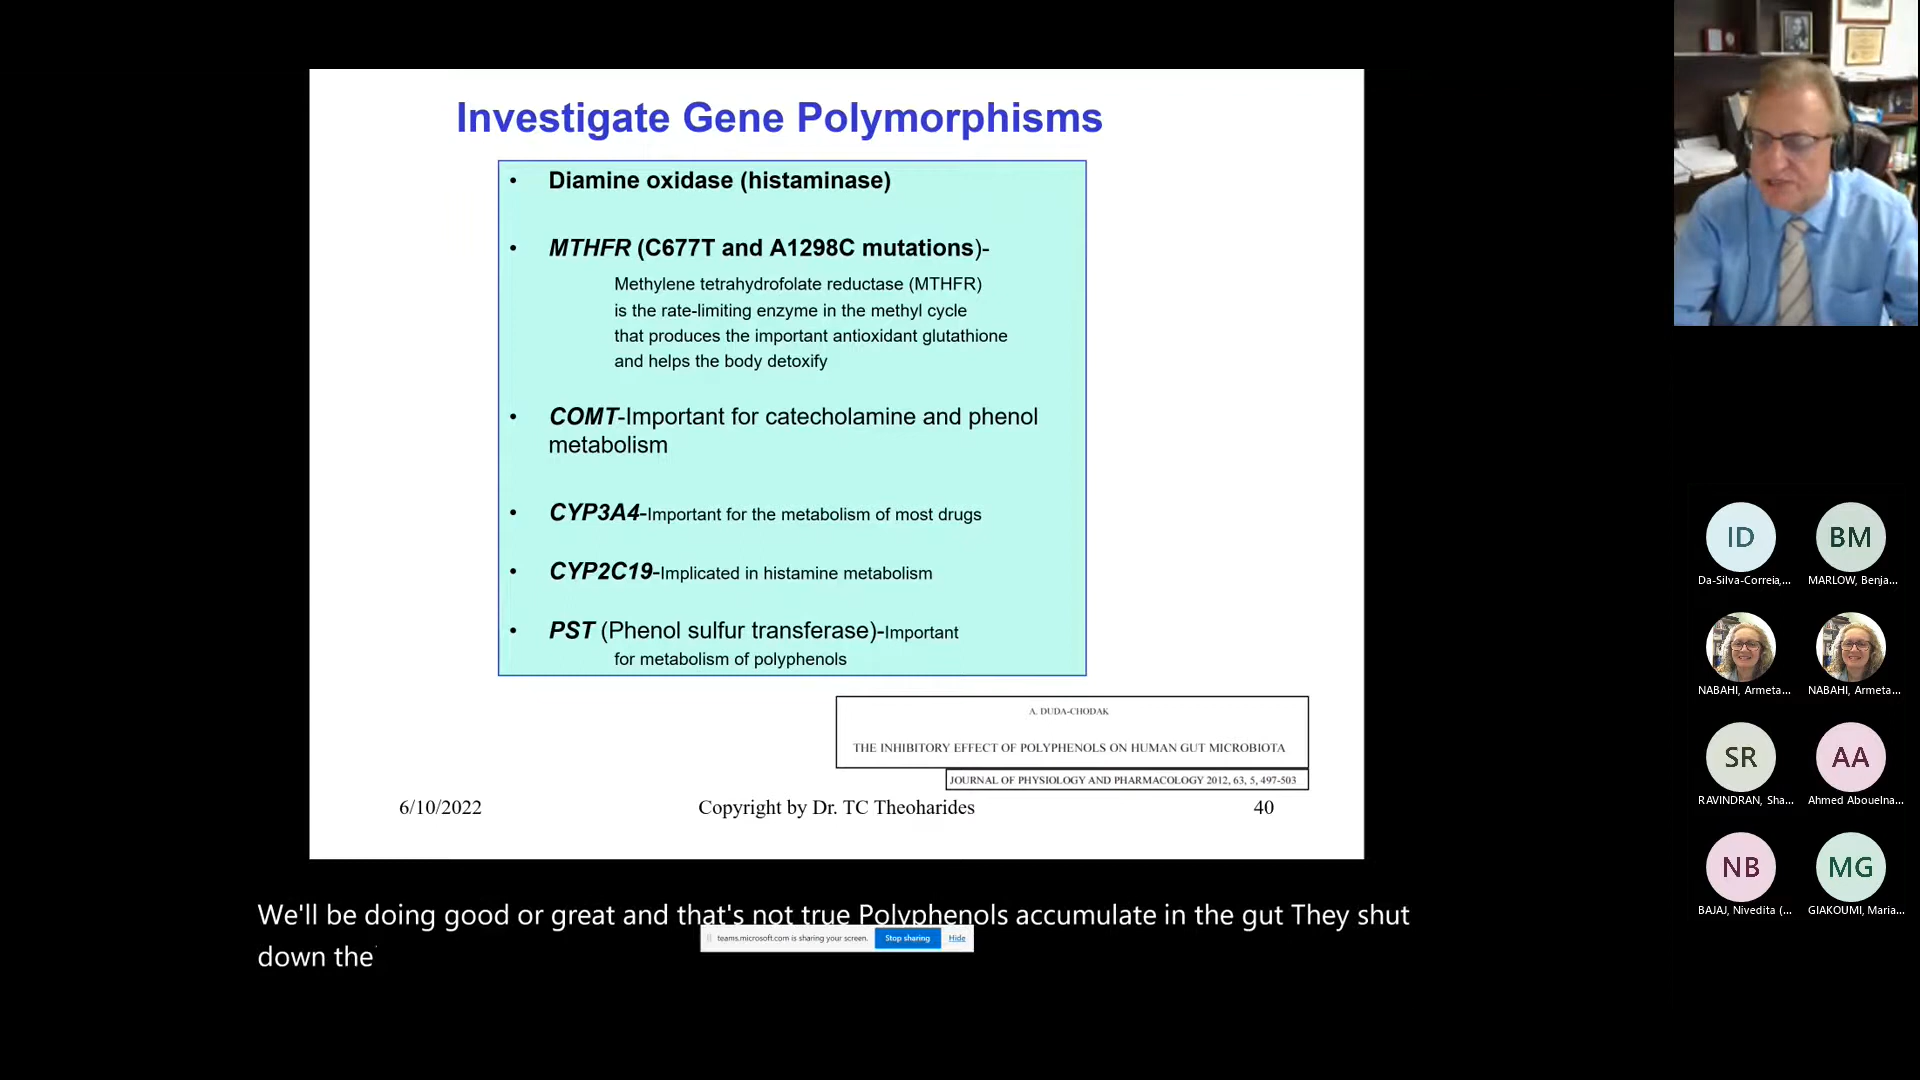 Investigate Gene Polymorphisms
• Diamine oxidase (histaminase)
• MTHFR (C677T and A1298C mutations)-
Methylene tetrahydrofolate reductase (MTHFR)
is the rate-limiting enzyme in the methyl cycle
that produces the important antioxidant glutathione
and helps the body detoxify
• COMT-Important for catecholamine and phenol
metabolism
• CYP3A4-Important for the metabolism of most drugs
• CYP2C19-Implicated in histamine metabolism
• PST (Phenol sulfur transferase)-Important
for metabolism of polyphenols
A. DUDA-CHODAK
THE INHIBITORY EFFECT OF POLYPHENOLS ON HUMAN GUT MICROBIOTA
JOURNAL OF PHYSIOLOGY AND PHARMACOLOGY 2012, 63, 5, 497-503
6/10/2022 Copyright by Dr. TC Theoharides 40
We'll be doing good or great and that's not true Polyphenols accumulate in the gut They shut
down the
teams.microsoft.com is sharing your screen. Stop sharing Hide
ID BM
Da-Silva-Correia,... MARLOW, Benja...
NABAHI, Armeta... NABAHI, Armeta...
SR AA
RAVINDRAN, Sha... Ahmed Abouelna...
NB MG
BAJAJ, Nivedita (... GIAKOUMI, Maria...